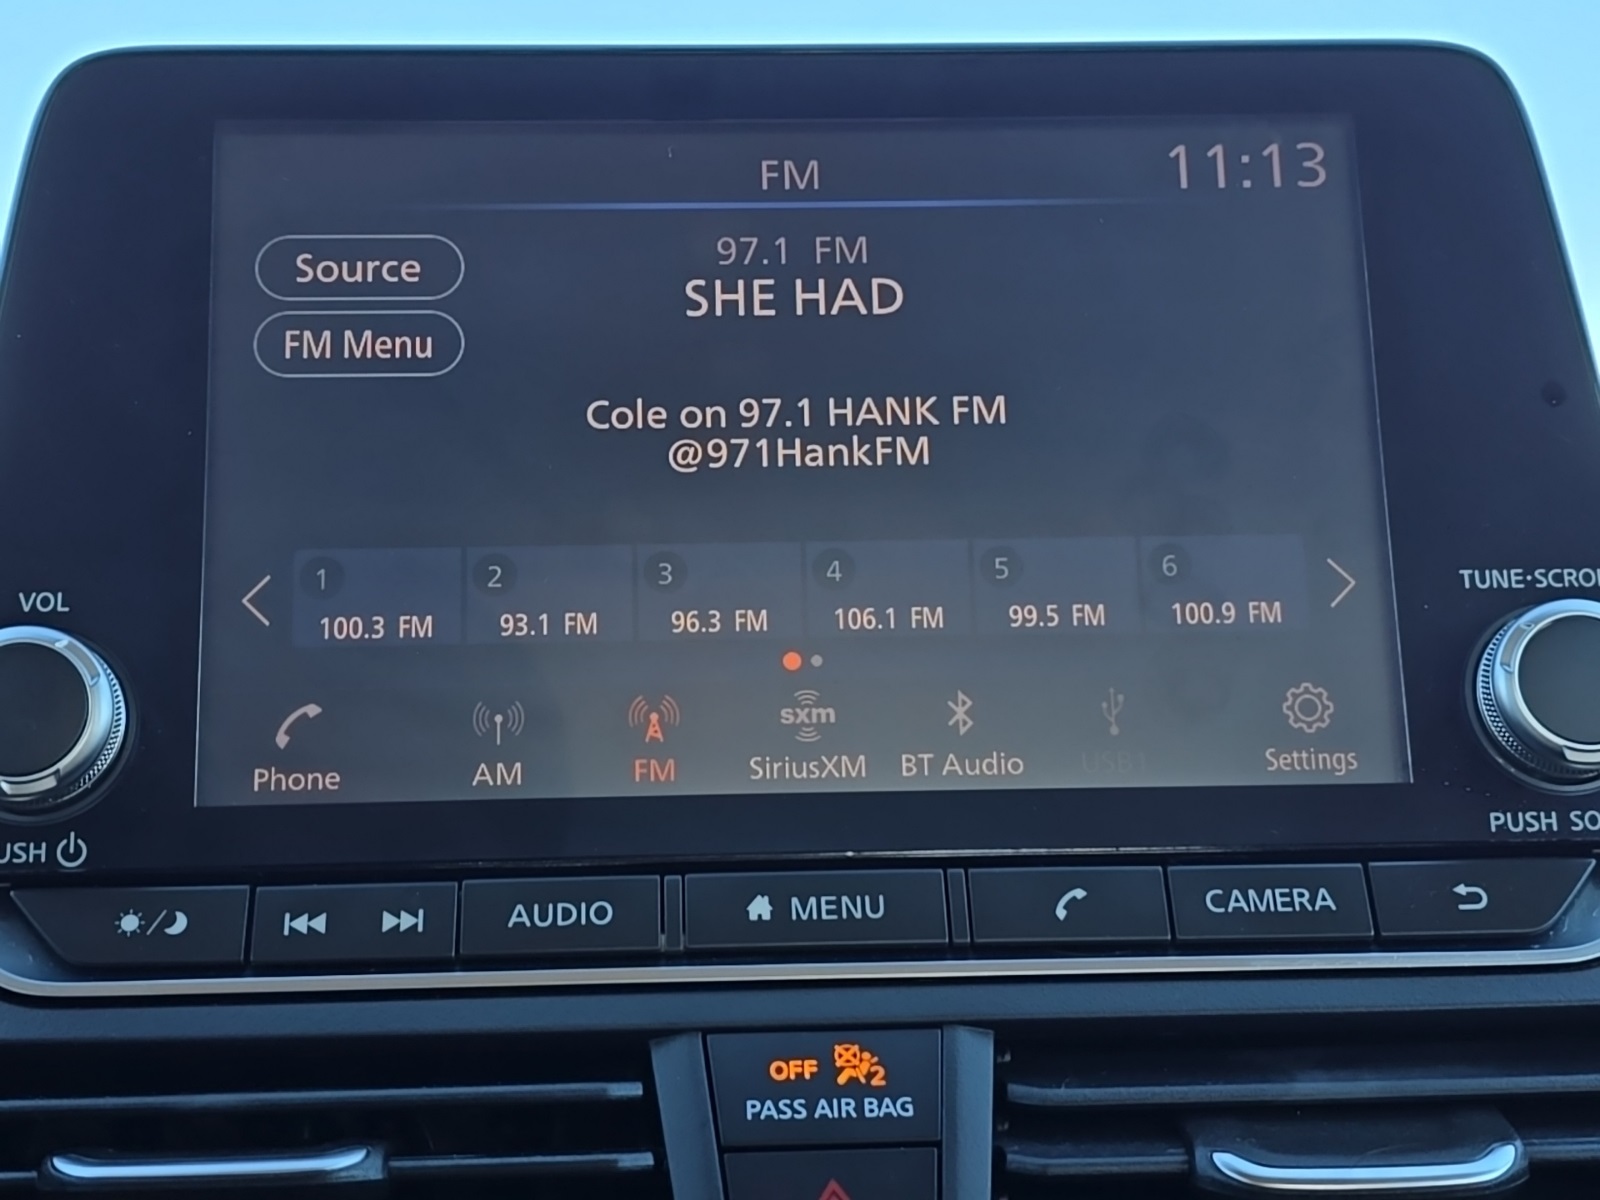 FM
11:13
Source
97.1 FM
SHE HAD
FM Menu
Cole on 97.1 HANK FM
@971HankFM
1 2 3 4 5 6
100.3 FM 93.1 FM 96.3 FM 106.1 FM 99.5 FM 100.9 FM
sxm
Phone AM FM SiriusXM BT Audio USB1 Settings
VOL
TUNE·SCROL
USH
PUSH SO
AUDIO MENU CAMERA
OFF 2
PASS AIR BAG